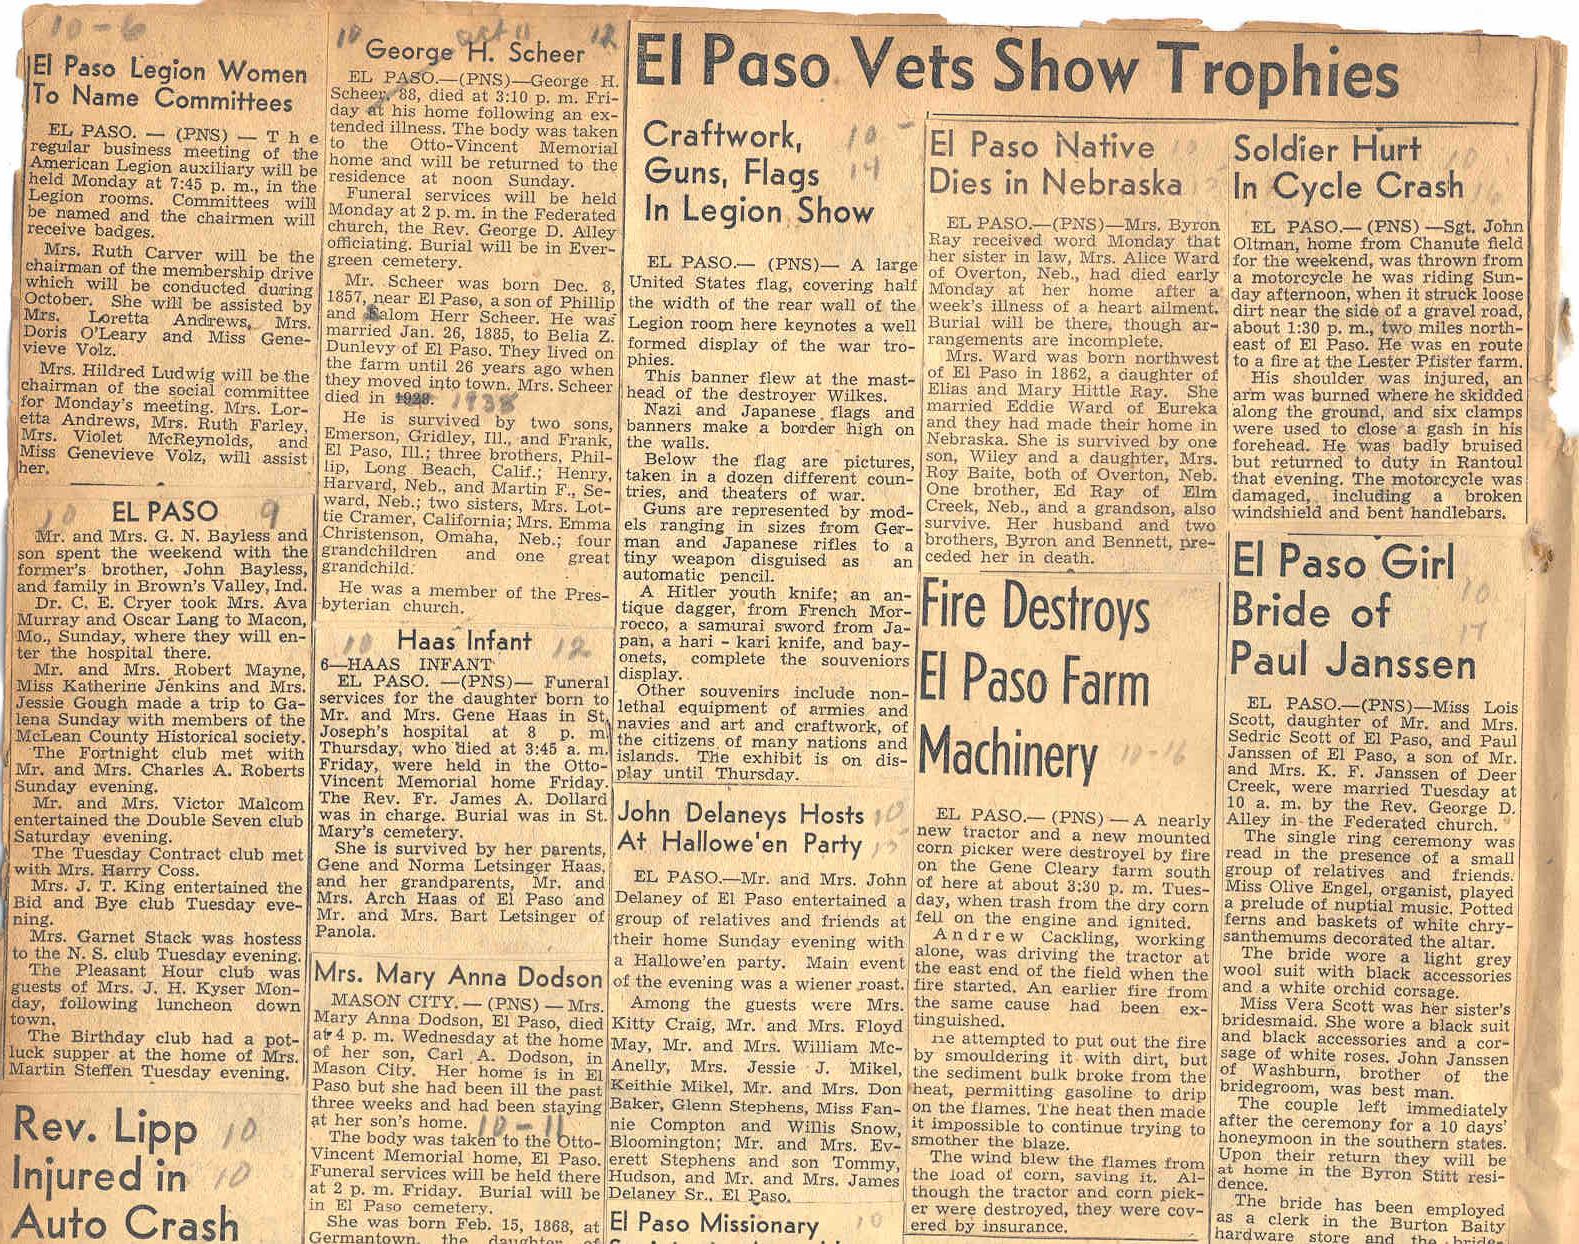 10-6
El Paso Legion Women
To Name Committees
EL PASO. — (PNS) — The
regular business meeting of the
American Legion auxiliary will be
held Monday at 7:45 p. m., in the
Legion rooms. Committees will
be named and the chairmen will
receive badges.
Mrs. Ruth Carver will be the
chairman of the membership drive
which will be conducted during
October. She will be assisted by
Mrs. Loretta Andrews, Mrs.
Doris O'Leary and Miss Gene-
vieve Volz.
Mrs. Hildred Ludwig will be the
chairman of the social committee
for Monday's meeting. Mrs. Lor-
etta Andrews, Mrs. Ruth Farley,
Mrs. Violet McReynolds, and
Miss Genevieve Volz, will assist
her.
10 EL PASO 9
Mr. and Mrs. G. N. Bayless and
son spent the weekend with the
former's brother, John Bayless,
and family in Brown's Valley, Ind.
Dr. C. E. Cryer took Mrs. Ava
Murray and Oscar Lang to Macon,
Mo., Sunday, where they will en-
ter the hospital there.
Mr. and Mrs. Robert Mayne,
Miss Katherine Jenkins and Mrs.
Jessie Gough made a trip to Ga-
lena Sunday with members of the
McLean County Historical society.
The Fortnight club met with
Mr. and Mrs. Charles A. Roberts
Sunday evening.
Mr. and Mrs. Victor Malcom
entertained the Double Seven club
Saturday evening.
The Tuesday Contract club met
with Mrs. Harry Coss.
Mrs. J. T. King entertained the
Bid and Bye club Tuesday eve-
ning.
Mrs. Garnet Stack was hostess
to the N. S. club Tuesday evening.
The Pleasant Hour club was
guests of Mrs. J. H. Kyser Mon-
day, following luncheon down
town.
The Birthday club had a pot-
luck supper at the home of Mrs.
Martin Steffen Tuesday evening.
Rev. Lipp 10
Injured in 10
Auto Crash
10 12
George H. Scheer
EL PASO.—(PNS)—George H.
Scheer, 88, died at 3:10 p. m. Fri-
day at his home following an ex-
tended illness. The body was taken
to the Otto-Vincent Memorial
home and will be returned to the
residence at noon Sunday.
Funeral services will be held
Monday at 2 p. m. in the Federated
church, the Rev. George D. Alley
officiating. Burial will be in Ever-
green cemetery.
Mr. Scheer was born Dec. 8,
1857, near El Paso, a son of Phillip
and Salom Herr Scheer. He was
married Jan. 26, 1885, to Belia Z.
Dunlevy of El Paso. They lived on
the farm until 26 years ago when
they moved into town. Mrs. Scheer
died in 1928. 1938
He is survived by two sons,
Emerson, Gridley, Ill., and Frank,
El Paso, Ill.; three brothers, Phil-
lip, Long Beach, Calif.; Henry,
Harvard, Neb., and Martin F., Se-
ward, Neb.; two sisters, Mrs. Lot-
tie Cramer, California; Mrs. Emma
Christenson, Omaha, Neb.; four
grandchildren and one great
grandchild.
He was a member of the Pres-
byterian church.
10 Haas Infant 12
6—HAAS INFANT
EL PASO. —(PNS)— Funeral
services for the daughter born to
Mr. and Mrs. Gene Haas in St.
Joseph's hospital at 8 p. m.
Thursday, who died at 3:45 a. m.
Friday, were held in the Otto-
Vincent Memorial home Friday.
The Rev. Fr. James A. Dollard
was in charge. Burial was in St.
Mary's cemetery.
She is survived by her parents,
Gene and Norma Letsinger Haas,
and her grandparents, Mr. and
Mrs. Arch Haas of El Paso and
Mr. and Mrs. Bart Letsinger of
Panola.
Mrs. Mary Anna Dodson
MASON CITY. — (PNS) — Mrs.
Mary Anna Dodson, El Paso, died
at 4 p. m. Wednesday at the home
of her son, Carl A. Dodson, in
Mason City. Her home is in El
Paso but she had been ill the past
three weeks and had been staying
at her son's home. 10-11
The body was taken to the Otto-
Vincent Memorial home, El Paso.
Funeral services will be held there
at 2 p. m. Friday. Burial will be
in El Paso cemetery.
She was born Feb. 15, 1868, at
Germantown, the daughter of
El Paso Vets Show Trophies
Craftwork, 10-
Guns, Flags 14
In Legion Show
EL PASO.— (PNS)— A large
United States flag, covering half
the width of the rear wall of the
Legion room here keynotes a well
formed display of the war tro-
phies.
This banner flew at the mast-
head of the destroyer Wilkes.
Nazi and Japanese flags and
banners make a border high on
the walls.
Below the flag are pictures,
taken in a dozen different coun-
tries, and theaters of war.
Guns are represented by mod-
els ranging in sizes from Ger-
man and Japanese rifles to a
tiny weapon disguised as an
automatic pencil.
A Hitler youth knife; an an-
tique dagger, from French Mor-
rocco, a samurai sword from Ja-
pan, a hari - kari knife, and bay-
onets, complete the souveniors
display.
Other souvenirs include non-
lethal equipment of armies and
navies and art and craftwork, of
the citizens of many nations and
islands. The exhibit is on dis-
play until Thursday.
John Delaneys Hosts 10
At Hallowe'en Party
EL PASO.—Mr. and Mrs. John
Delaney of El Paso entertained a
group of relatives and friends at
their home Sunday evening with
a Hallowe'en party. Main event
of the evening was a wiener roast.
Among the guests were Mrs.
Kitty Craig, Mr. and Mrs. Floyd
May, Mr. and Mrs. William Mc-
Anelly, Mrs. Jessie J. Mikel,
Keithie Mikel, Mr. and Mrs. Don
Baker, Glenn Stephens, Miss Fan-
nie Compton and Willis Snow,
Bloomington; Mr. and Mrs. Ev-
erett Stephens and son Tommy,
Hudson, and Mr. and Mrs. James
Delaney Sr., El Paso.
El Paso Missionary 10
El Paso Native 10
Dies in Nebraska
EL PASO.—(PNS)—Mrs. Byron
Ray received word Monday that
her sister in law, Mrs. Alice Ward
of Overton, Neb., had died early
Monday at her home after a
week's illness of a heart ailment.
Burial will be there, though ar-
rangements are incomplete.
Mrs. Ward was born northwest
of El Paso in 1862, a daughter of
Elias and Mary Hittle Ray. She
married Eddie Ward of Eureka
and they had made their home in
Nebraska. She is survived by one
son, Wiley and a daughter, Mrs.
Roy Baite, both of Overton, Neb.
One brother, Ed Ray of Elm
Creek, Neb., and a grandson, also
survive. Her husband and two
brothers, Byron and Bennett, pre-
ceded her in death.
Fire Destroys
El Paso Farm
Machinery 10-16
EL PASO.— (PNS) — A nearly
new tractor and a new mounted
corn picker were destroyel by fire
on the Gene Cleary farm south
of here at about 3:30 p. m. Tues-
day, when trash from the dry corn
fell on the engine and ignited.
Andrew Cackling, working
alone, was driving the tractor at
the east end of the field when the
fire started. An earlier fire from
the same cause had been ex-
tinguished.
He attempted to put out the fire
by smouldering it with dirt, but
the sediment bulk broke from the
heat, permitting gasoline to drip
on the flames. The heat then made
it impossible to continue trying to
smother the blaze.
The wind blew the flames from
the load of corn, saving it. Al-
though the tractor and corn pick-
er were destroyed, they were cov-
ered by insurance.
Soldier Hurt 10
In Cycle Crash
EL PASO.— (PNS) —Sgt. John
Oltman, home from Chanute field
for the weekend, was thrown from
a motorcycle he was riding Sun-
day afternoon, when it struck loose
dirt near the side of a gravel road,
about 1:30 p. m., two miles north-
east of El Paso. He was en route
to a fire at the Lester Pfister farm.
His shoulder was injured, an
arm was burned where he skidded
along the ground, and six clamps
were used to close a gash in his
forehead. He was badly bruised
but returned to duty in Rantoul
that evening. The motorcycle was
damaged, including a broken
windshield and bent handlebars.
El Paso Girl 10
Bride of 17
Paul Janssen
EL PASO.—(PNS)—Miss Lois
Scott, daughter of Mr. and Mrs.
Sedric Scott of El Paso, and Paul
Janssen of El Paso, a son of Mr.
and Mrs. K. F. Janssen of Deer
Creek, were married Tuesday at
10 a. m. by the Rev. George D.
Alley in the Federated church.
The single ring ceremony was
read in the presence of a small
group of relatives and friends.
Miss Olive Engel, organist, played
a prelude of nuptial music. Potted
ferns and baskets of white chry-
santhemums decorated the altar.
The bride wore a light grey
wool suit with black accessories
and a white orchid corsage.
Miss Vera Scott was her sister's
bridesmaid. She wore a black suit
and black accessories and a cor-
sage of white roses. John Janssen
of Washburn, brother of the
bridegroom, was best man.
The couple left immediately
after the ceremony for a 10 days'
honeymoon in the southern states.
Upon their return they will be
at home in the Byron Stitt resi-
dence.
The bride has been employed
as a clerk in the Burton Baity
hardware store and the bride-